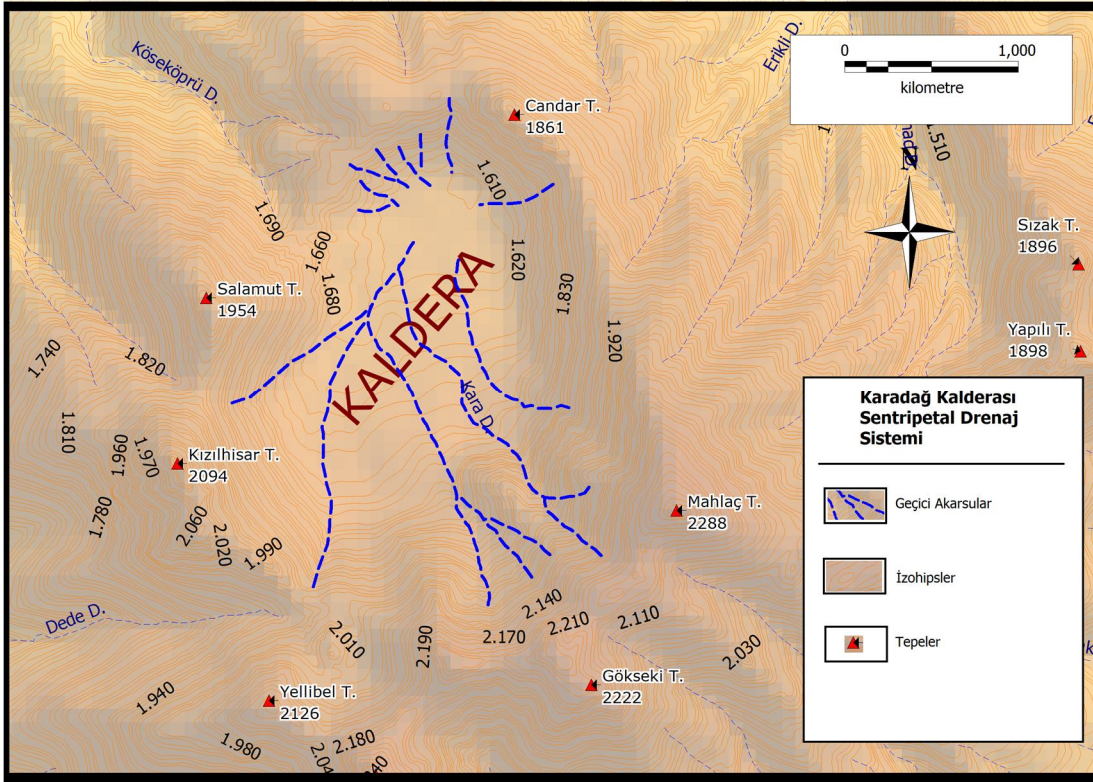 Köseköprü D.
Erikli D.
0 1,000
kilometre
Candar T.
1861
1.510
1.610
1.690
1.660
1.680
1.620
1.830
1.920
Sızak T.
1896
Salamut T.
1954
Yapılı T.
1898
KALDERA
Kara D.
1.740
1.820
1.810
1.960
1.970
1.780
Kızılhisar T.
2094
2.060
2.020
1.990
Mahlaç T.
2288
Karadağ Kalderası
Sentripetal Drenaj
Sistemi
Geçici Akarsular
İzohipsler
Tepeler
Dede D.
2.010
2.190
2.140
2.170
2.210
2.110
2.030
Gökseki T.
2222
1.940
Yellibel T.
2126
1.980
2.180